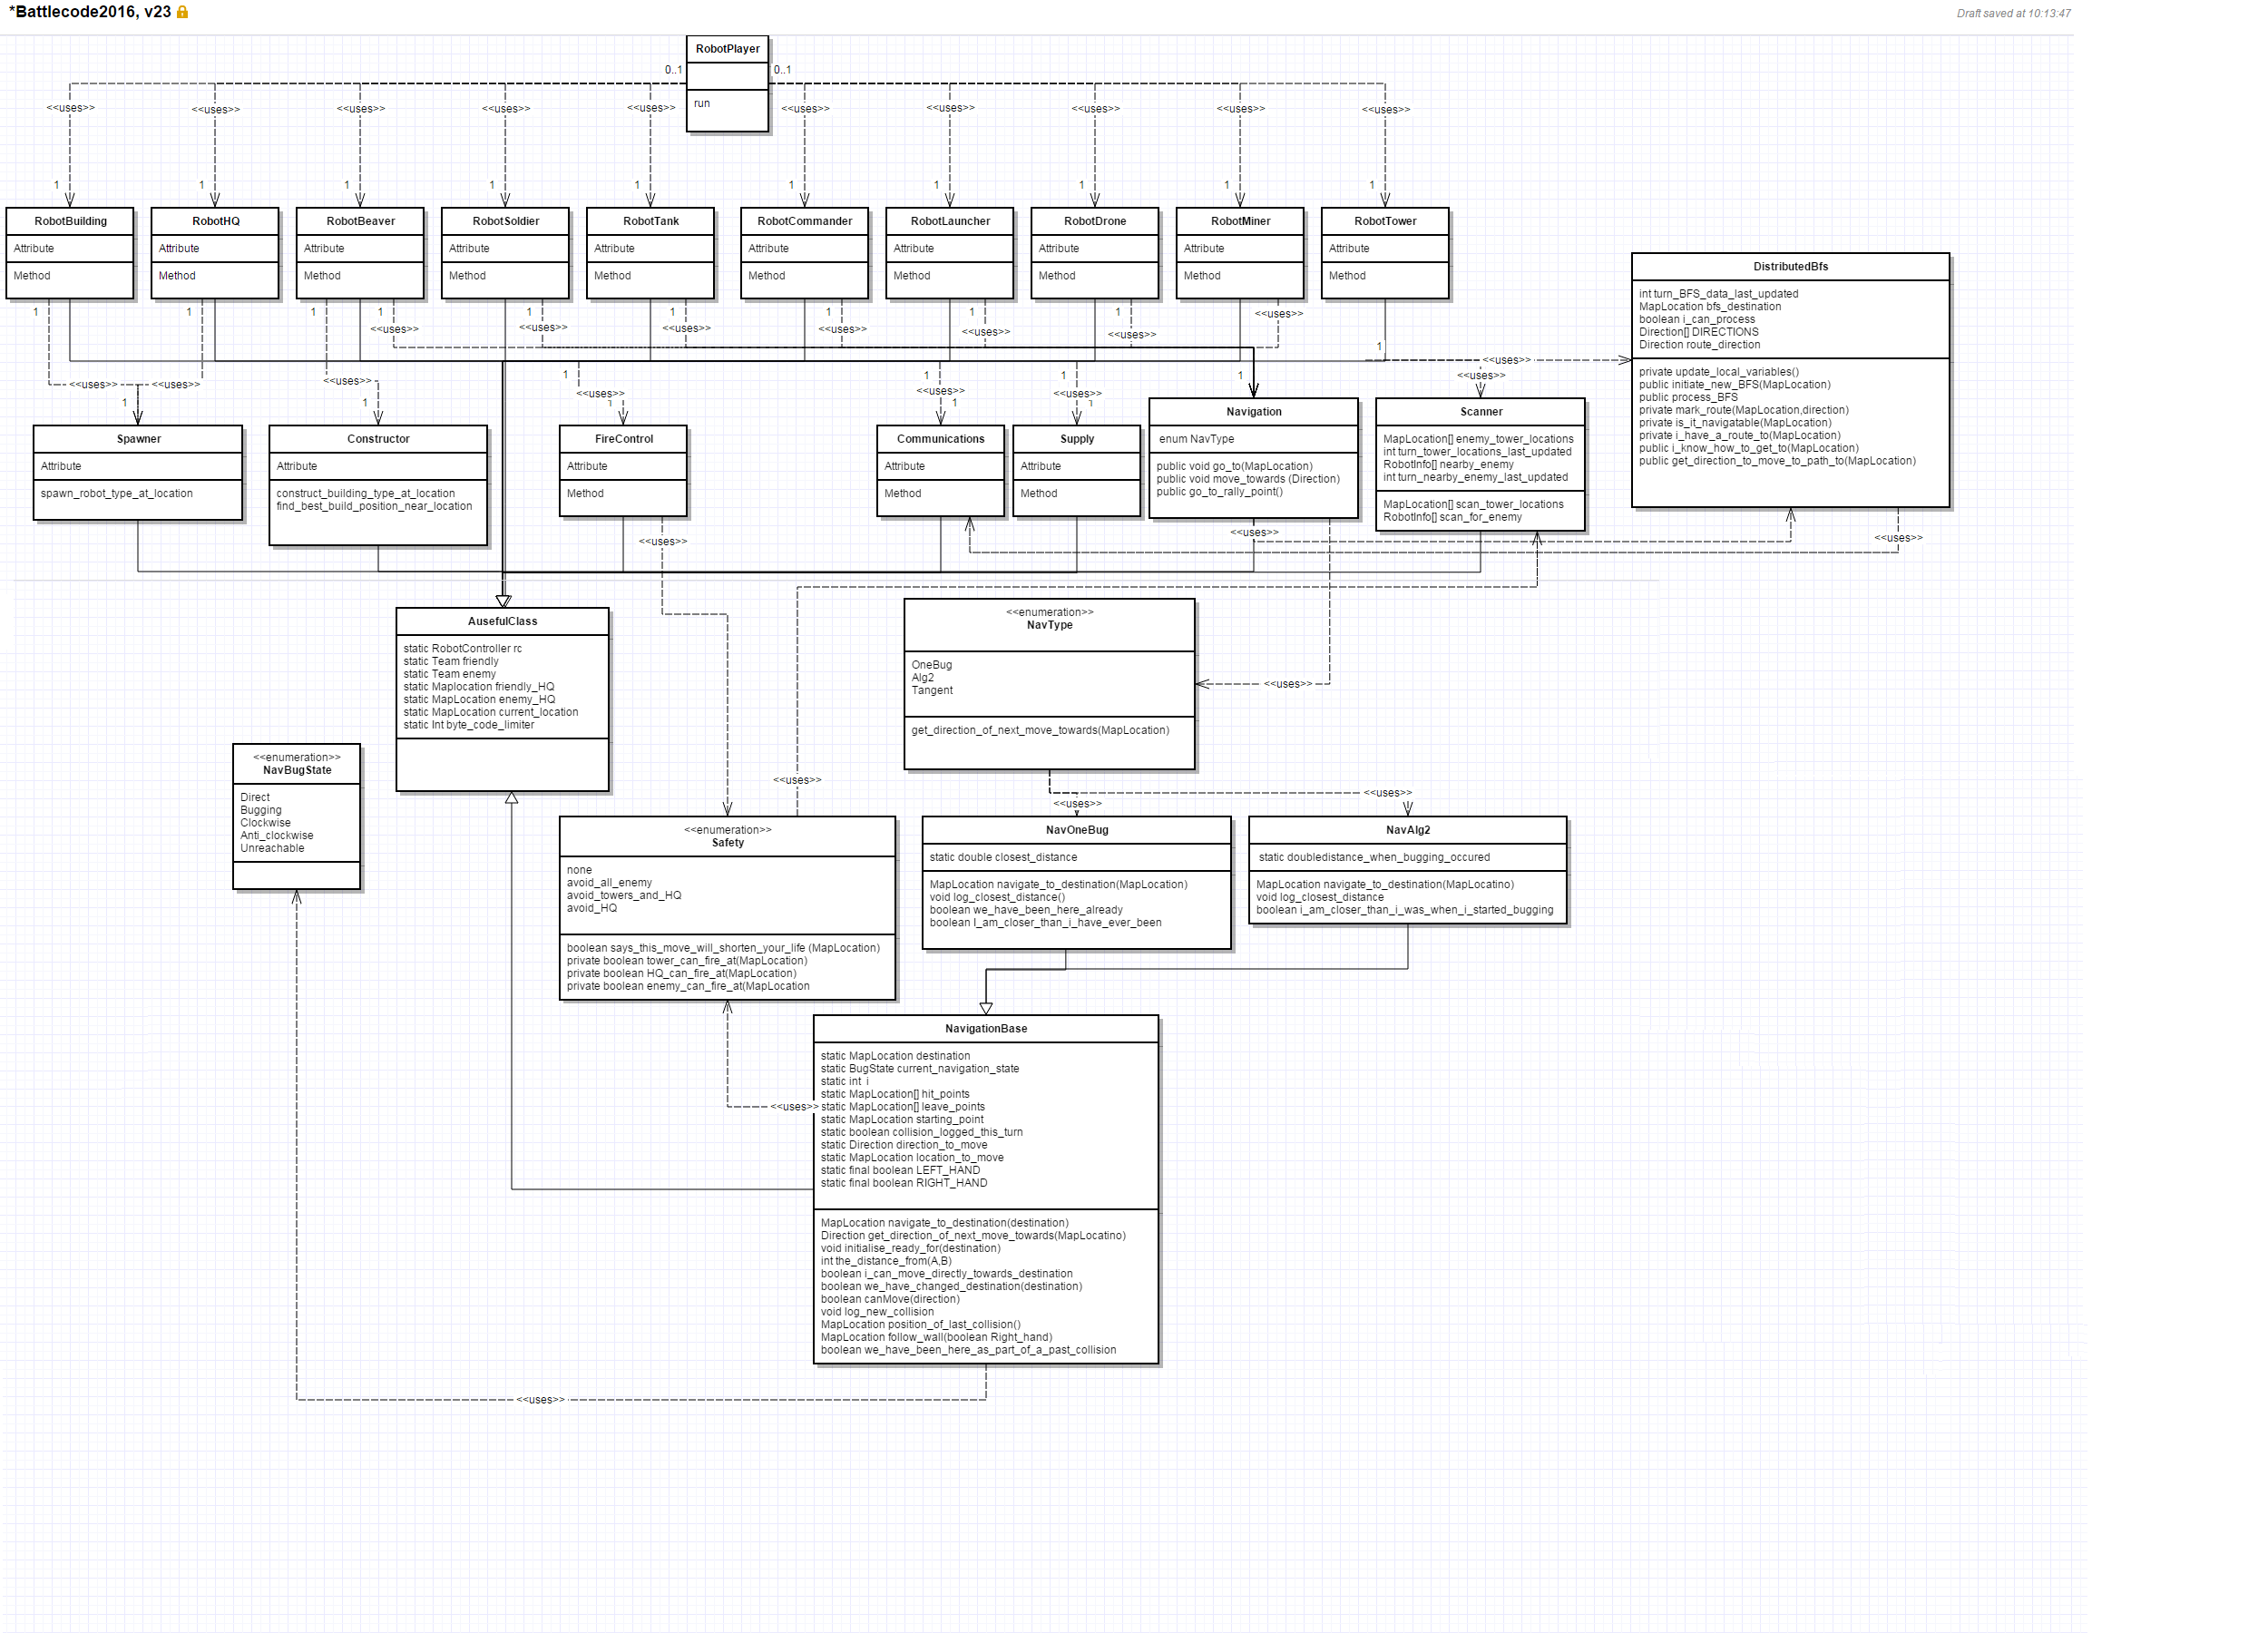 *Battlecode2016, v23
Draft saved at 10:13:47
RobotPlayer
run
0..1
0..1
<<uses>>
<<uses>>
<<uses>>
<<uses>>
<<uses>>
<<uses>>
<<uses>>
<<uses>>
<<uses>>
<<uses>>
1
1
1
1
1
1
1
1
1
1
RobotBuilding
Attribute
Method
RobotHQ
Attribute
Method
RobotBeaver
Attribute
Method
RobotSoldier
Attribute
Method
RobotTank
Attribute
Method
RobotCommander
Attribute
Method
RobotLauncher
Attribute
Method
RobotDrone
Attribute
Method
RobotMiner
Attribute
Method
RobotTower
Attribute
Method
DistributedBfs
int turn_BFS_data_last_updated
MapLocation bfs_destination
boolean i_can_process
Direction[] DIRECTIONS
Direction route_direction
private update_local_variables()
public initiate_new_BFS(MapLocation)
public process_BFS
private mark_route(MapLocation,direction)
private is_it_navigatable(MapLocation)
private i_have_a_route_to(MapLocation)
public i_know_how_to_get_to(MapLocation)
public get_direction_to_move_to_path_to(MapLocation)
1
1
1
1
1
1
1
1
1
<<uses>>
<<uses>>
<<uses>>
<<uses>>
<<uses>>
<<uses>>
<<uses>>
1
<<uses>>
<<uses>>
<<uses>>
<<uses>>
<<uses>>
1
<<uses>>
1
<<uses>>
1
<<uses>>
1
<<uses>>
1
1
1
1
1
1
Spawner
Attribute
spawn_robot_type_at_location
Constructor
Attribute
construct_building_type_at_location
find_best_build_position_near_location
FireControl
Attribute
Method
Communications
Attribute
Method
Supply
Attribute
Method
Navigation
enum NavType
public void go_to(MapLocation)
public void move_towards (Direction)
public go_to_rally_point()
Scanner
MapLocation[] enemy_tower_locations
int turn_tower_locations_last_updated
RobotInfo[] nearby_enemy
int turn_nearby_enemy_last_updated
MapLocation[] scan_tower_locations
RobotInfo[] scan_for_enemy
<<uses>>
<<uses>>
<<uses>>
AusefulClass
static RobotController rc
static Team friendly
static Team enemy
static Maplocation friendly_HQ
static MapLocation enemy_HQ
static MapLocation current_location
static Int byte_code_limiter
<<enumeration>>
NavType
OneBug
Alg2
Tangent
get_direction_of_next_move_towards(MapLocation)
<<uses>>
<<enumeration>>
NavBugState
Direct
Bugging
Clockwise
Anti_clockwise
Unreachable
<<uses>>
<<uses>>
<<uses>>
<<enumeration>>
Safety
none
avoid_all_enemy
avoid_towers_and_HQ
avoid_HQ
boolean says_this_move_will_shorten_your_life (MapLocation)
private boolean tower_can_fire_at(MapLocation)
private boolean HQ_can_fire_at(MapLocation)
private boolean enemy_can_fire_at(MapLocation
NavOneBug
static double closest_distance
MapLocation navigate_to_destination(MapLocation)
void log_closest_distance()
boolean we_have_been_here_already
boolean I_am_closer_than_i_have_ever_been
NavAlg2
static doubledistance_when_bugging_occured
MapLocation navigate_to_destination(MapLocatino)
void log_closest_distance
boolean i_am_closer_than_i_was_when_i_started_bugging
NavigationBase
static MapLocation destination
static BugState current_navigation_state
static int i
static MapLocation[] hit_points
<<uses>>
static MapLocation[] leave_points
static MapLocation starting_point
static boolean collision_logged_this_turn
static Direction direction_to_move
static MapLocation location_to_move
static final boolean LEFT_HAND
static final boolean RIGHT_HAND
MapLocation navigate_to_destination(destination)
Direction get_direction_of_next_move_towards(MapLocatino)
void initialise_ready_for(destination)
int the_distance_from(A,B)
boolean i_can_move_directly_towards_destination
boolean we_have_changed_destination(destination)
boolean canMove(direction)
void log_new_collision
MapLocation position_of_last_collision()
MapLocation follow_wall(boolean Right_hand)
boolean we_have_been_here_as_part_of_a_past_collision
<<uses>>